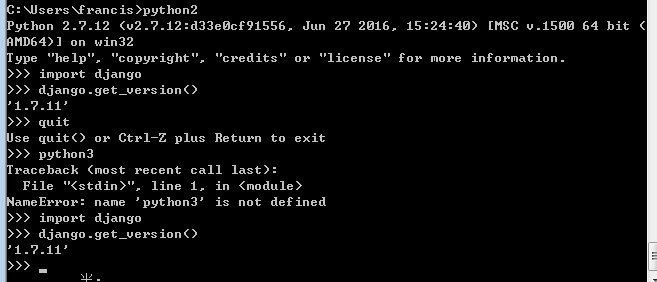 C:\Users\francis>python2
Python 2.7.12 (v2.7.12:d33e0cf91556, Jun 27 2016, 15:24:40) [MSC v.1500 64 bit (
AMD64)] on win32
Type "help", "copyright", "credits" or "license" for more information.
>>> import django
>>> django.get_version()
'1.7.11'
>>> quit
Use quit() or Ctrl-Z plus Return to exit
>>> python3
Traceback (most recent call last):
  File "<stdin>", line 1, in <module>
NameError: name 'python3' is not defined
>>> import django
>>> django.get_version()
'1.7.11'
>>>